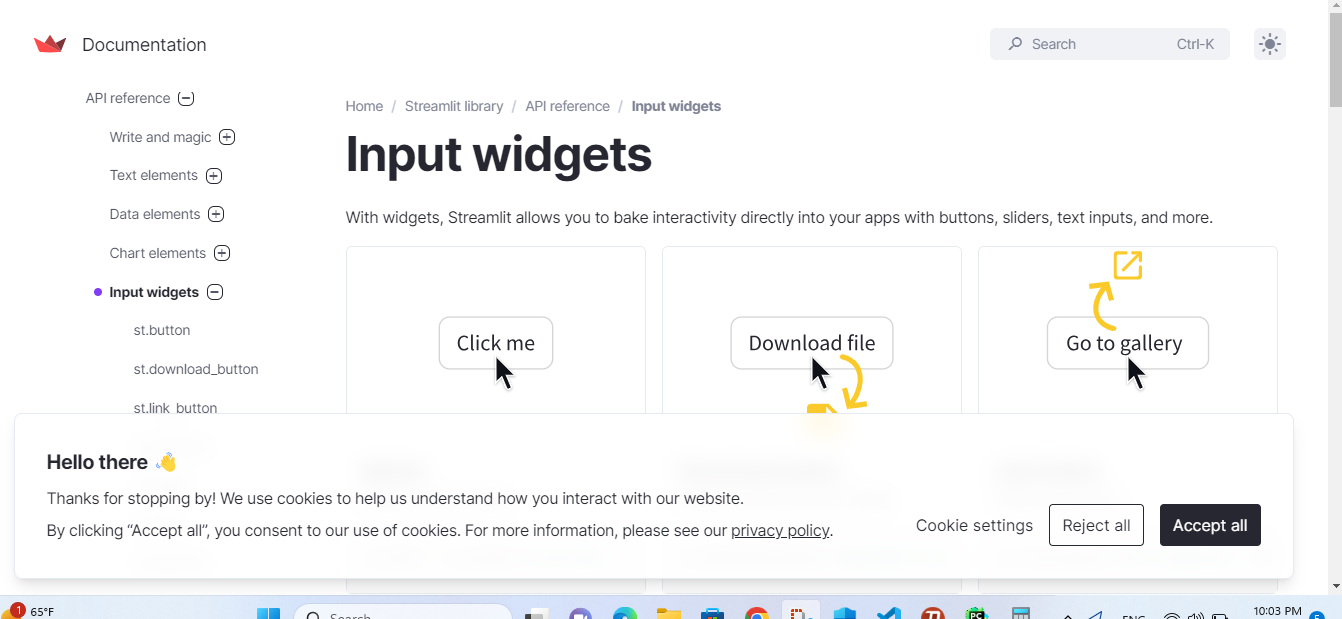 Documentation
Search Ctrl-K
API reference
Write and magic
Text elements
Data elements
Chart elements
Input widgets
st.button
st.download_button
st.link_button
Home / Streamlit library / API reference / Input widgets
Input widgets
With widgets, Streamlit allows you to bake interactivity directly into your apps with buttons, sliders, text inputs, and more.
Click me
Download file
Go to gallery
Hello there 👋
Thanks for stopping by! We use cookies to help us understand how you interact with our website.
By clicking “Accept all”, you consent to our use of cookies. For more information, please see our privacy policy.
Cookie settings
Reject all
Accept all
1
65°F
Search
PC
ENG
10:03 PM
5